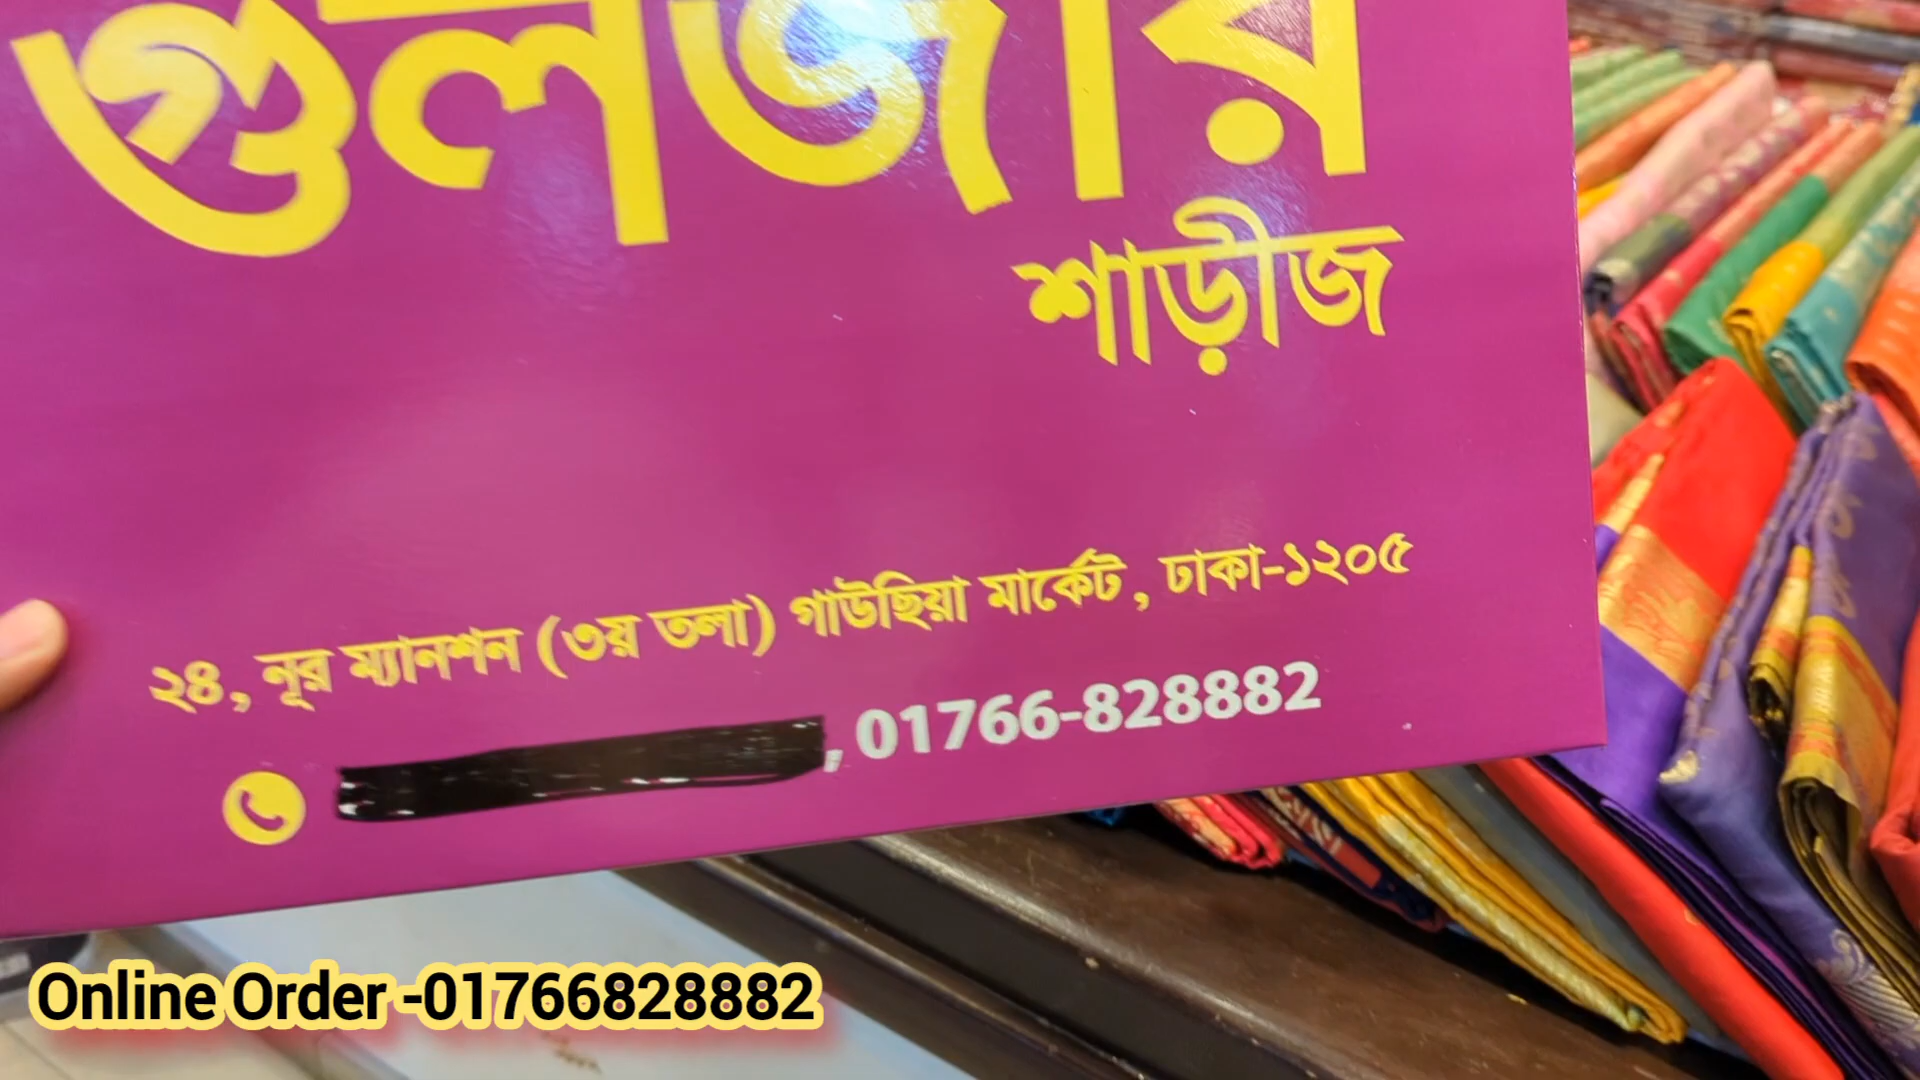 গুলজার
শাড়ীজ
২৪, নূর ম্যানশন (৩য় তলা) গাউছিয়া মার্কেট, ঢাকা-১২০৫
, 01766-828882
Online Order -01766828882